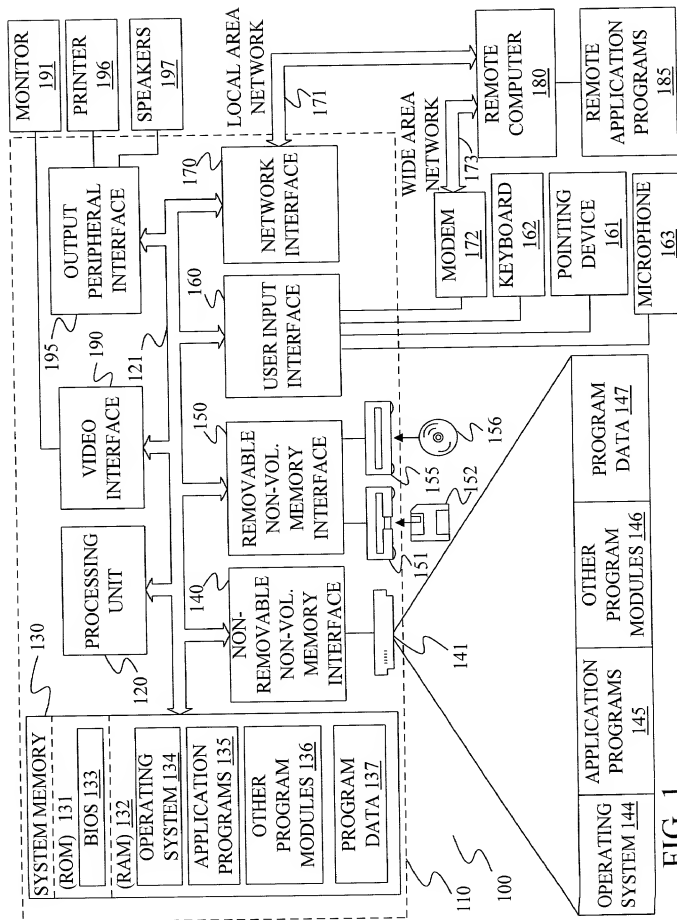 SYSTEM MEMORY
130
(ROM) 131
BIOS 133
(RAM) 132
OPERATING
SYSTEM 134
APPLICATION
PROGRAMS 135
OTHER
PROGRAM
MODULES 136
PROGRAM
DATA 137
PROCESSING
UNIT
120
VIDEO
INTERFACE
190
121
OUTPUT
PERIPHERAL
INTERFACE
195
MONITOR
191
PRINTER
196
SPEAKERS
197
140
NON-
REMOVABLE
NON-VOL.
MEMORY
INTERFACE
150
REMOVABLE
NON-VOL.
MEMORY
INTERFACE
160
USER INPUT
INTERFACE
170
NETWORK
INTERFACE
LOCAL AREA
NETWORK
171
141
151
152
155
156
WIDE AREA
NETWORK
173
MODEM
172
KEYBOARD
162
POINTING
DEVICE
161
MICROPHONE
163
REMOTE
COMPUTER
180
REMOTE
APPLICATION
PROGRAMS
185
110
100
OPERATING
SYSTEM 144
APPLICATION
PROGRAMS
145
OTHER
PROGRAM
MODULES 146
PROGRAM
DATA 147
FIG. 1